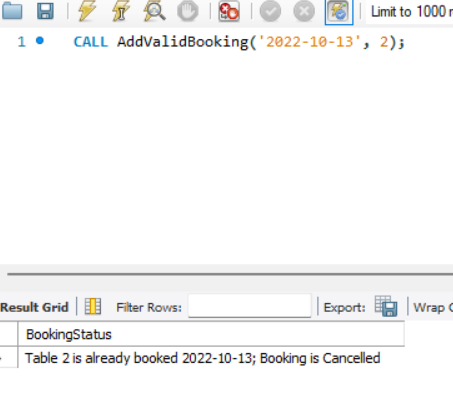 Limit to 1000 r
1 CALL AddValidBooking('2022-10-13', 2);
Result Grid Filter Rows: Export: Wrap C
BookingStatus
Table 2 is already booked 2022-10-13; Booking is Cancelled